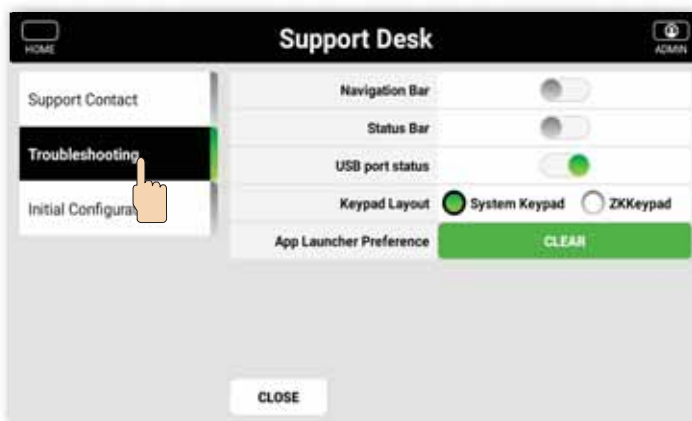 HOME
Support Desk
ADMIN
Support Contact
Troubleshooting
Initial Configura
Navigation Bar
Status Bar
USB port status
Keypad Layout System Keypad ZKKeypad
App Launcher Preference CLEAR
CLOSE